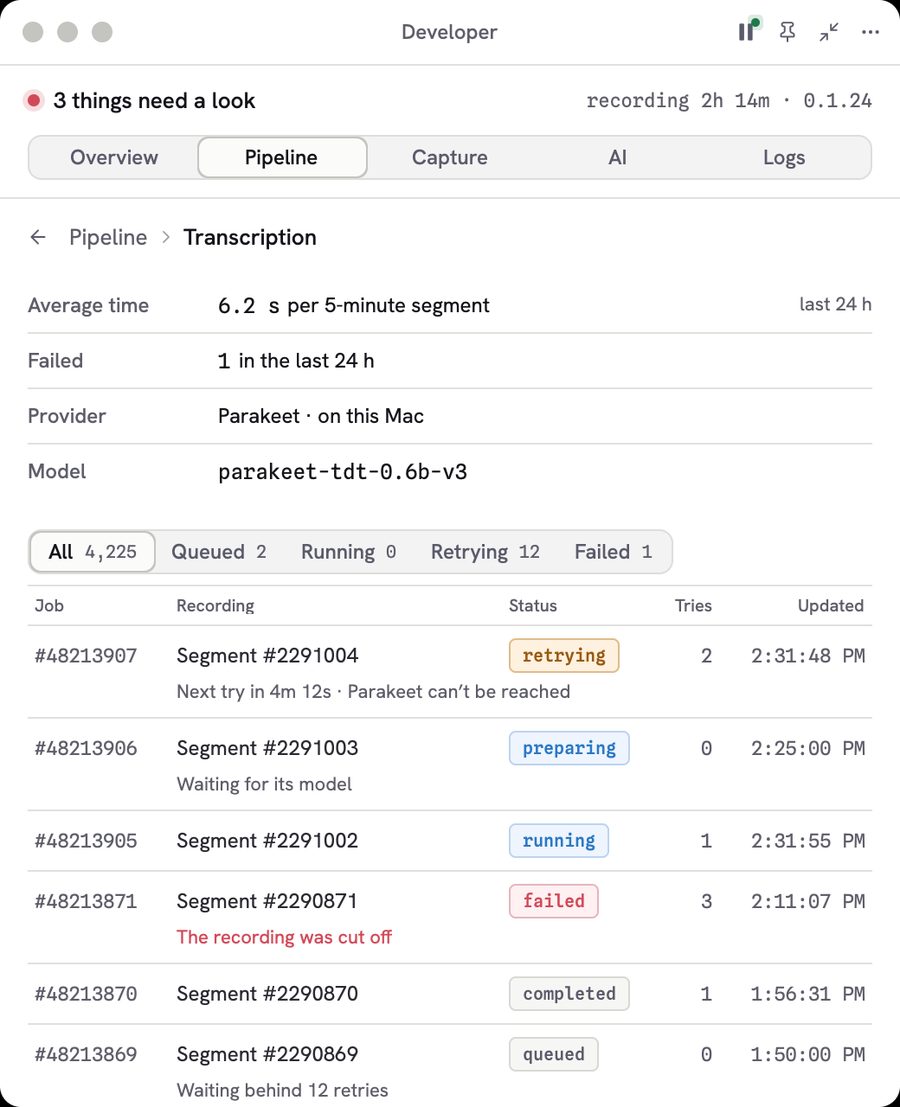 Developer
3 things need a look
recording 2h 14m · 0.1.24
Overview
Pipeline
Capture
AI
Logs
Pipeline
Transcription
Average time 6.2 s per 5-minute segment last 24 h
Failed 1 in the last 24 h
Provider Parakeet · on this Mac
Model parakeet-tdt-0.6b-v3
All 4,225 Queued 2 Running 0 Retrying 12 Failed 1
Job Recording Status Tries Updated
#48213907 Segment #2291004 retrying 2 2:31:48 PM
Next try in 4m 12s · Parakeet can’t be reached
#48213906 Segment #2291003 preparing 0 2:25:00 PM
Waiting for its model
#48213905 Segment #2291002 running 1 2:31:55 PM
#48213871 Segment #2290871 failed 3 2:11:07 PM
The recording was cut off
#48213870 Segment #2290870 completed 1 1:56:31 PM
#48213869 Segment #2290869 queued 0 1:50:00 PM
Waiting behind 12 retries